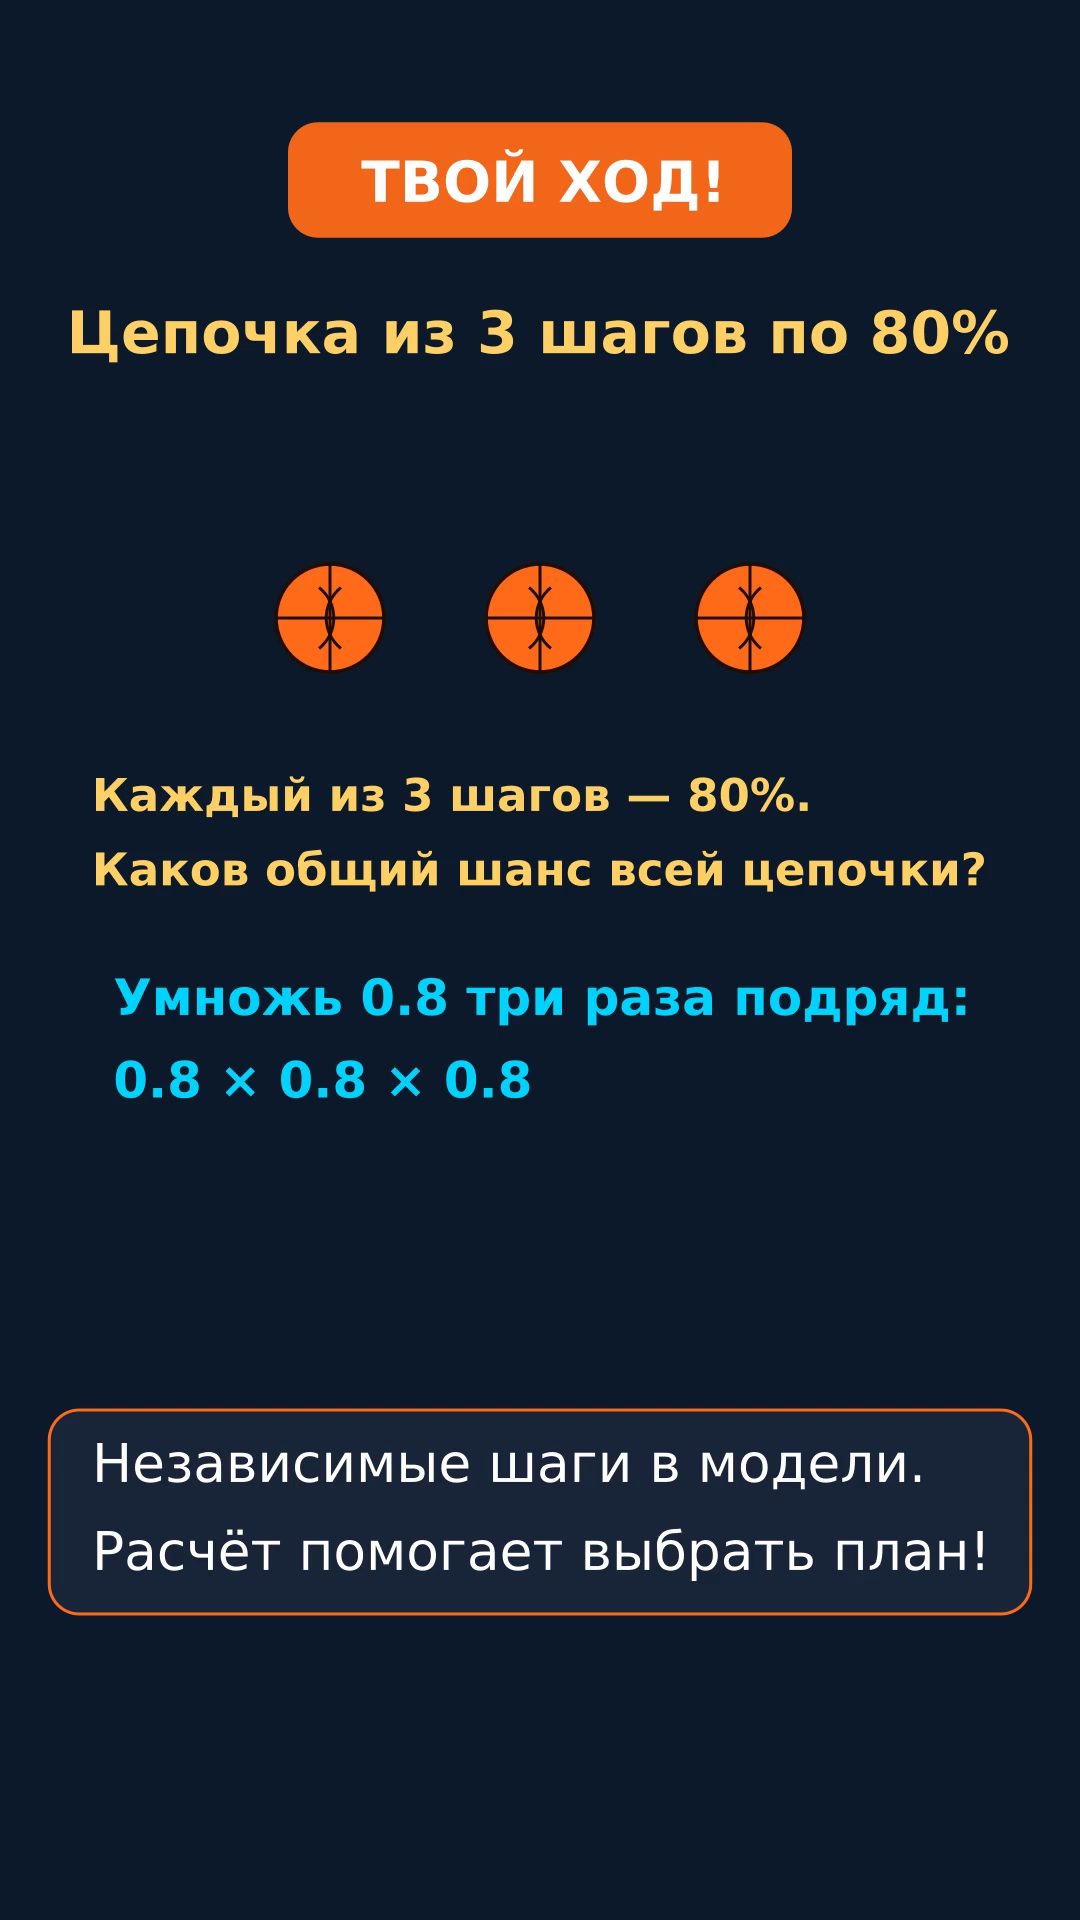 ТВОЙ ХОД!
Цепочка из 3 шагов по 80%
Каждый из 3 шагов — 80%.
Каков общий шанс всей цепочки?
Умножь 0.8 три раза подряд:
0.8 × 0.8 × 0.8
Независимые шаги в модели.
Расчёт помогает выбрать план!